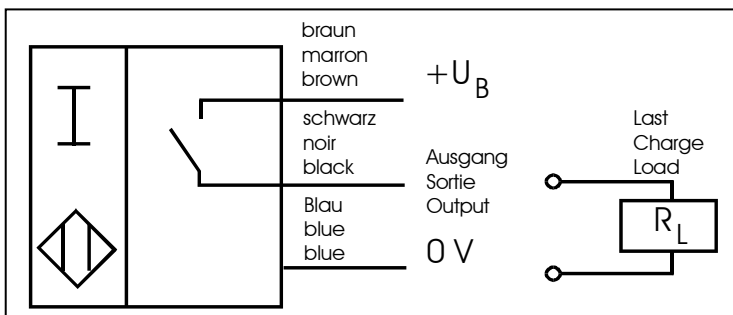 braun
marron
brown
+U_B
schwarz
noir
black
Ausgang
Sortie
Output
Last
Charge
Load
R_L
Blau
blue
blue
0 V